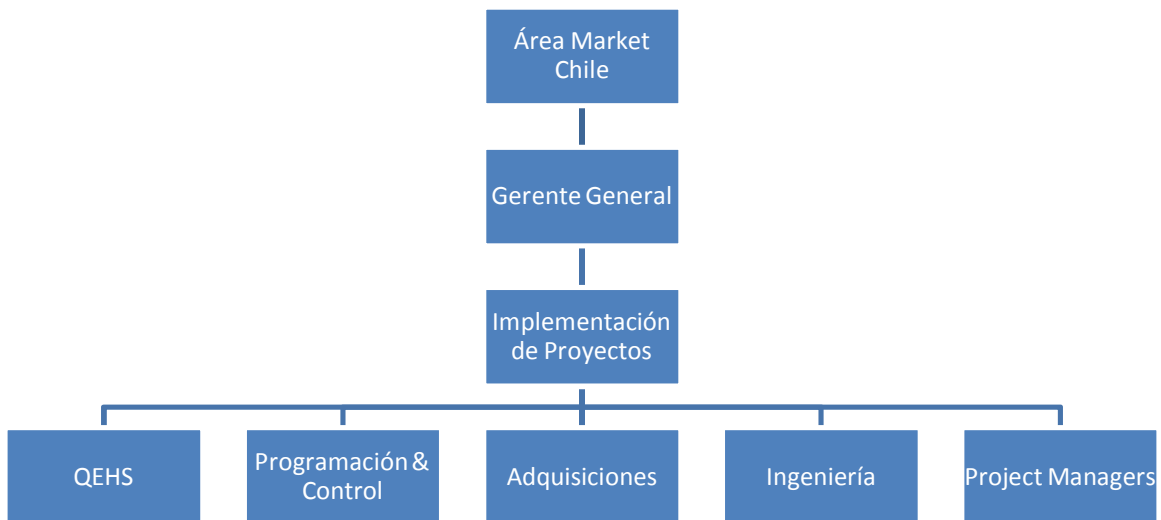 Área Market
Chile
Gerente General
Implementación
de Proyectos
QEHS
Programación &
Control
Adquisiciones
Ingeniería
Project Managers